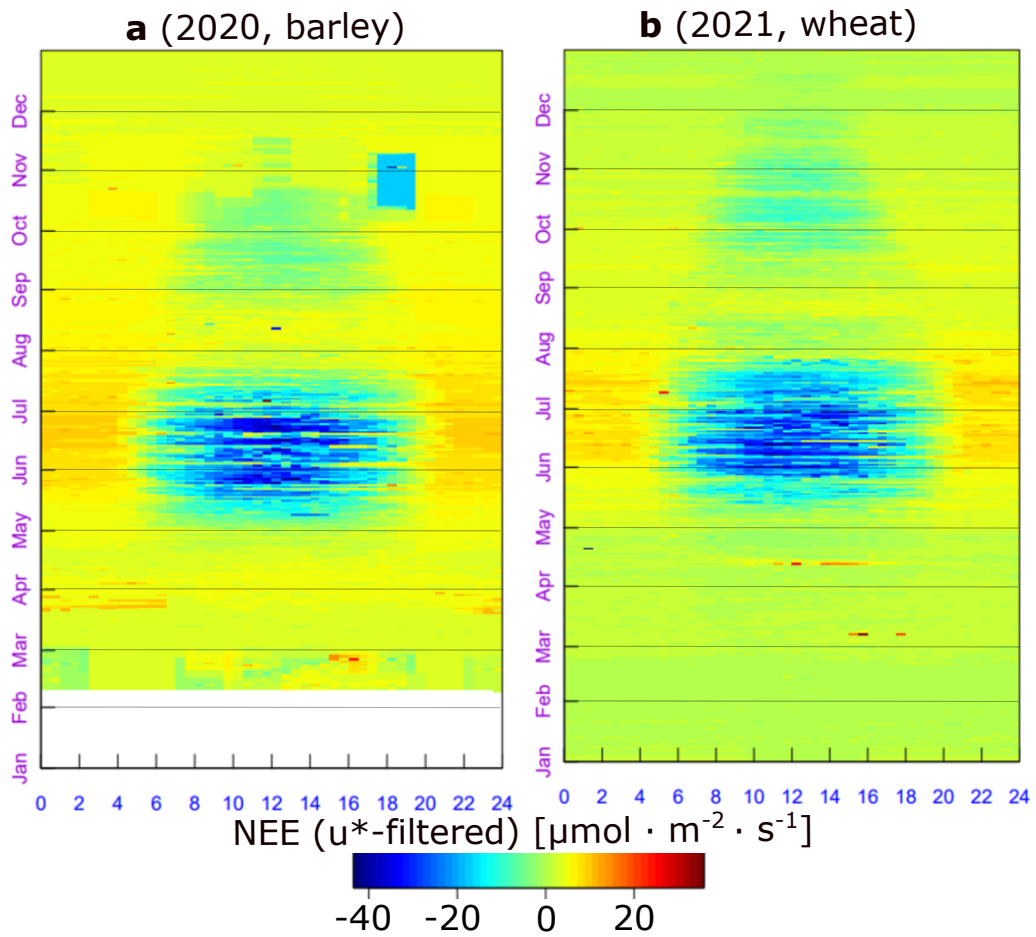 a (2020, barley)
b (2021, wheat)
Dec
Nov
Oct
Sep
Aug
Jul
Jun
May
Apr
Mar
Feb
Jan
0 2 4 6 8 10 12 14 16 18 20 22 24
Dec
Nov
Oct
Sep
Aug
Jul
Jun
May
Apr
Mar
Feb
Jan
0 2 4 6 8 10 12 14 16 18 20 22 24
NEE (u*-filtered) [µmol · m⁻² · s⁻¹]
-40 -20 0 20